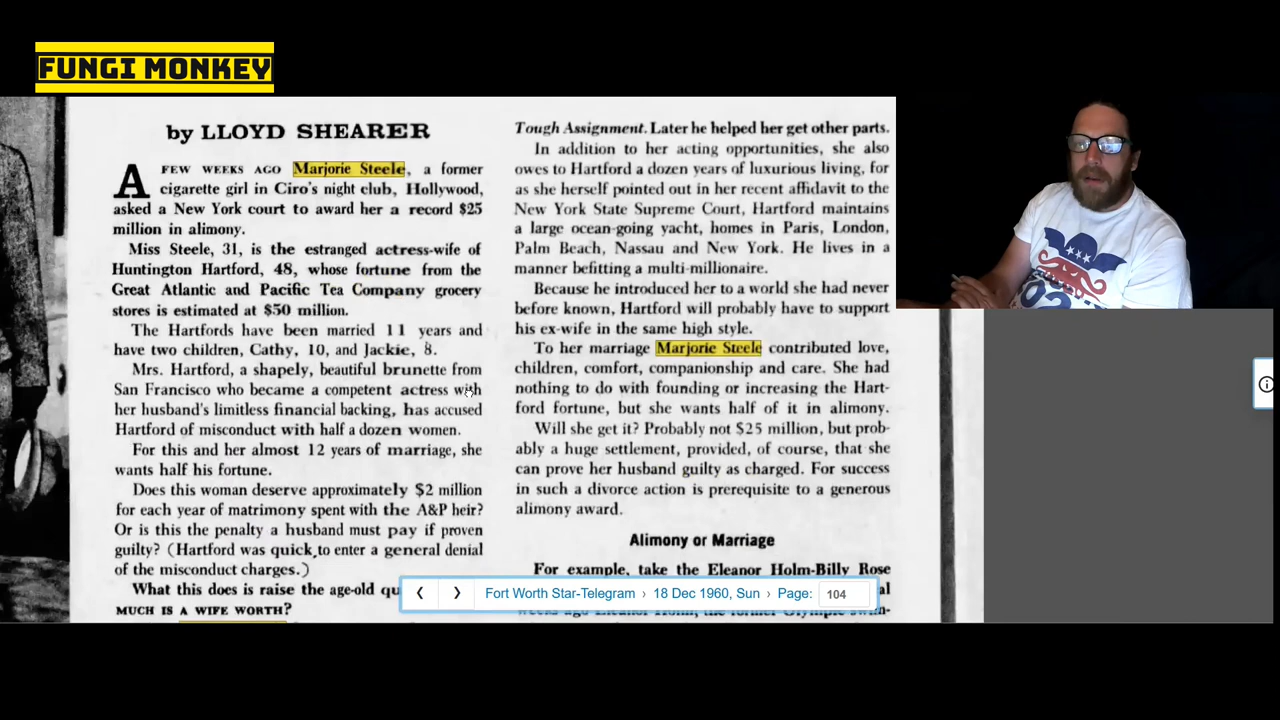 FUNGI MONKEY
by LLOYD SHEARER
A FEW WEEKS AGO Marjorie Steele, a former
cigarette girl in Ciro's night club, Hollywood,
asked a New York court to award her a record $25
million in alimony.
Miss Steele, 31, is the estranged actress-wife of
Huntington Hartford, 48, whose fortune from the
Great Atlantic and Pacific Tea Company grocery
stores is estimated at $50 million.
The Hartfords have been married 11 years and
have two children, Cathy, 10, and Jackie, 8.
Mrs. Hartford, a shapely, beautiful brunette from
San Francisco who became a competent actress with
her husband's limitless financial backing, has accused
Hartford of misconduct with half a dozen women.
For this and her almost 12 years of marriage, she
wants half his fortune.
Does this woman deserve approximately $2 million
for each year of matrimony spent with the A&P heir?
Or is this the penalty a husband must pay if proven
guilty? (Hartford was quick to enter a general denial
of the misconduct charges.)
What this does is raise the age-old
MUCH IS A WIFE WORTH?
Tough Assignment. Later he helped her get other parts.
In addition to her acting opportunities, she also
owes to Hartford a dozen years of luxurious living, for
as she herself pointed out in her recent affidavit to the
New York State Supreme Court, Hartford maintains
a large ocean-going yacht, homes in Paris, London,
Palm Beach, Nassau and New York. He lives in a
manner befitting a multi-millionaire.
Because he introduced her to a world she had never
before known, Hartford will probably have to support
his ex-wife in the same high style.
To her marriage Marjorie Steele contributed love,
children, comfort, companionship and care. She had
nothing to do with founding or increasing the Hart-
ford fortune, but she wants half of it in alimony.
Will she get it? Probably not $25 million, but prob-
ably a huge settlement, provided, of course, that she
can prove her husband guilty as charged. For success
in such a divorce action is prerequisite to a generous
alimony award.
Alimony or Marriage
For example, take the Eleanor Holm-Billy Rose
Fort Worth Star-Telegram › 18 Dec 1960, Sun › Page: 104